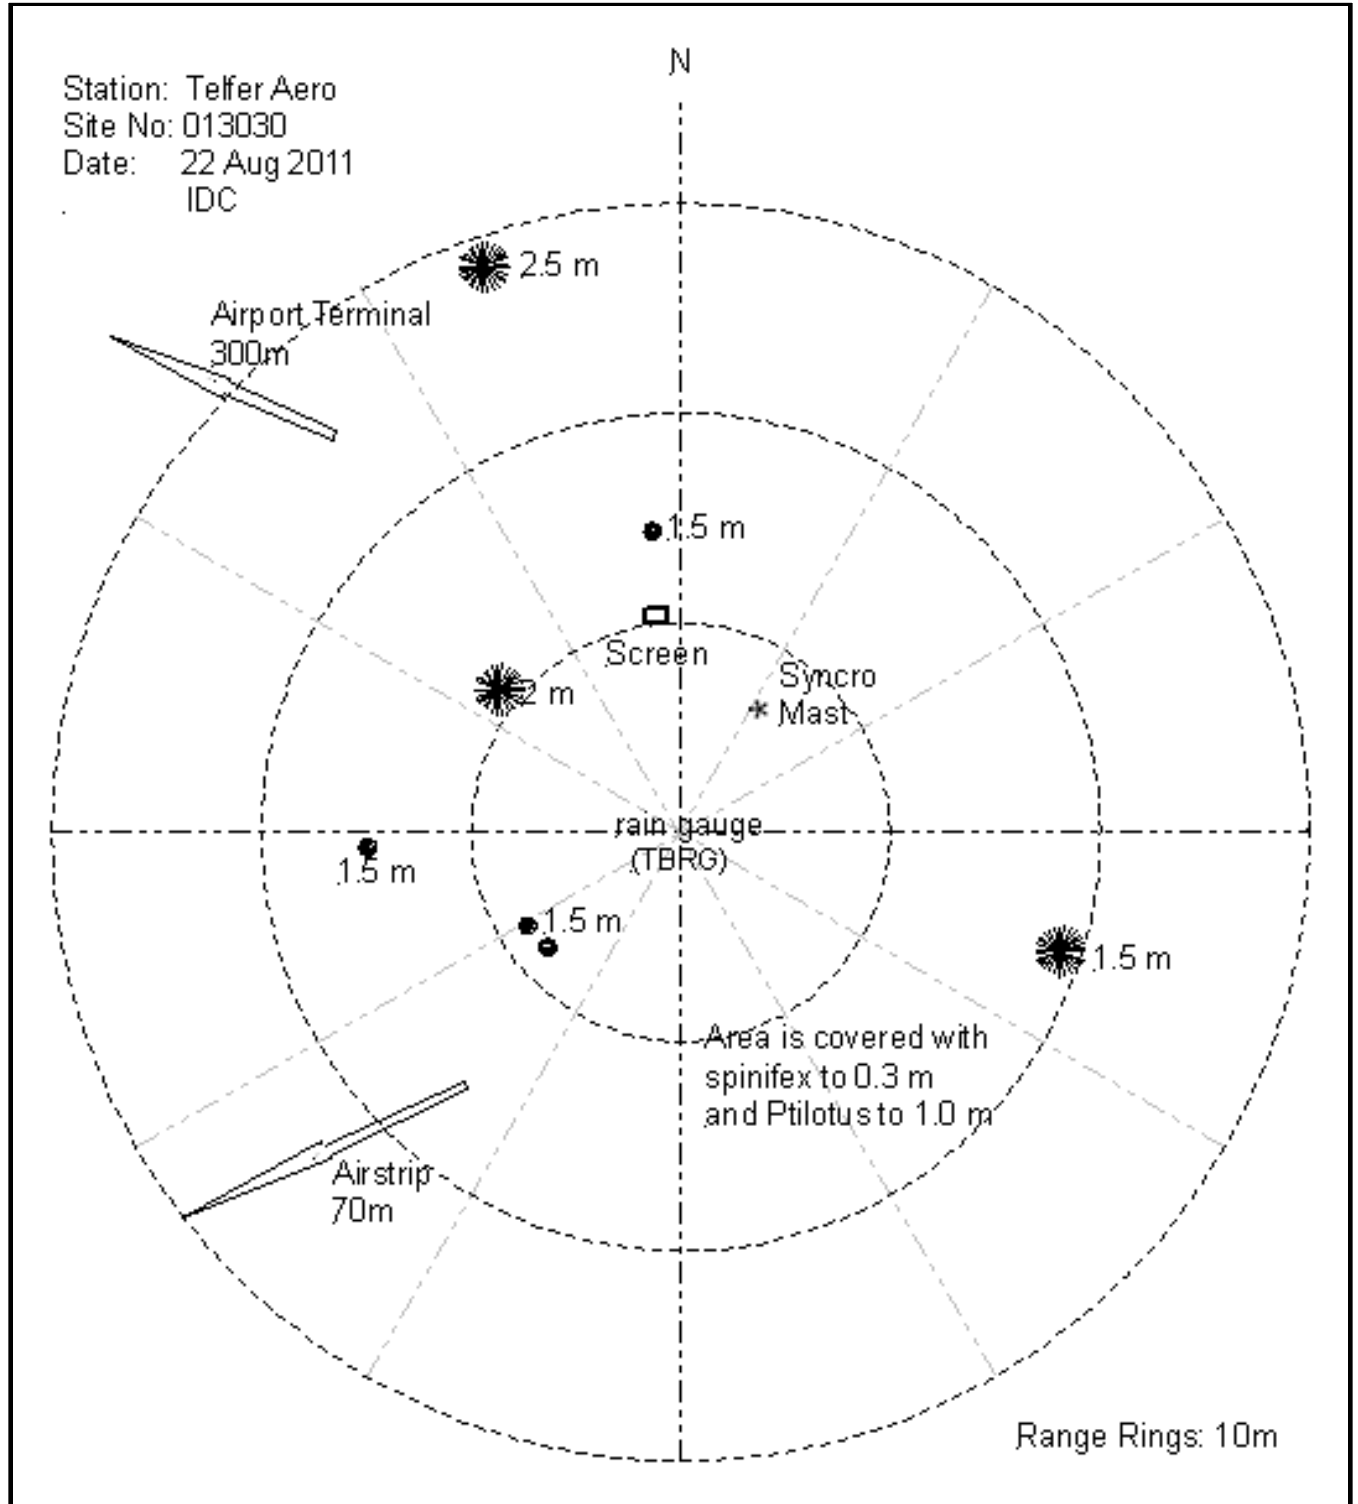 N
Station: Telfer Aero
Site No: 013030
Date: 22 Aug 2011
IDC
2.5 m
Airport Terminal
300m
1.5 m
Screen
Syncro
Mast
2 m
rain gauge
(TBRG)
1.5 m
1.5 m
1.5 m
Area is covered with
spinifex to 0.3 m
and Ptilotus to 1.0 m
Airstrip
70m
Range Rings: 10m